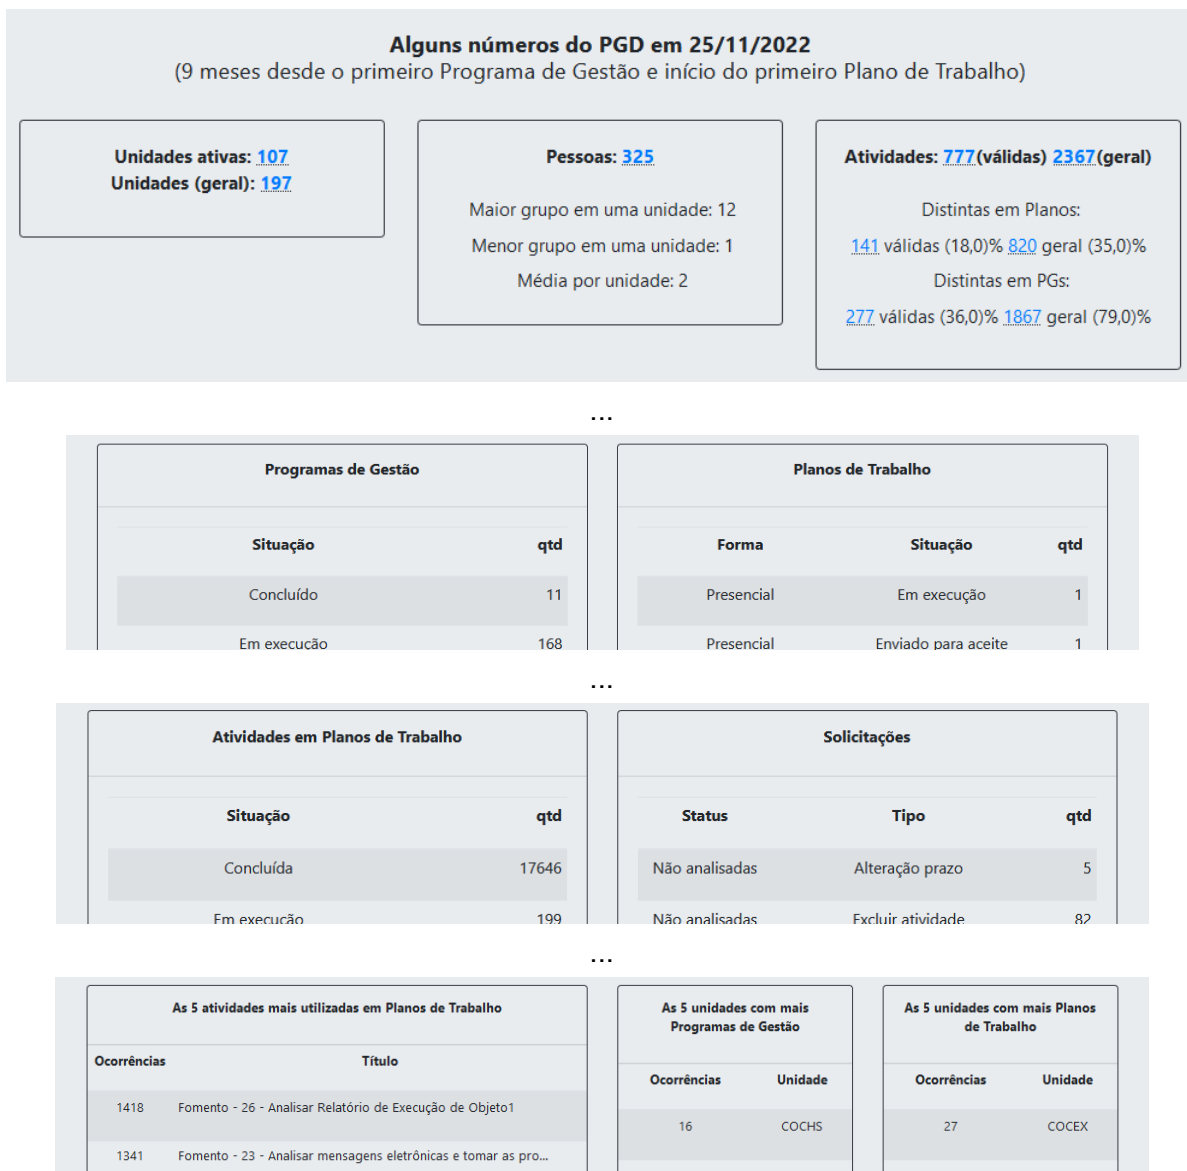 Alguns números do PGD em 25/11/2022
(9 meses desde o primeiro Programa de Gestão e início do primeiro Plano de Trabalho)
Unidades ativas: 107
Unidades (geral): 197
Pessoas: 325
Maior grupo em uma unidade: 12
Menor grupo em uma unidade: 1
Média por unidade: 2
Atividades: 777(válidas) 2367(geral)
Distintas em Planos:
141 válidas (18,0)% 820 geral (35,0)%
Distintas em PGs:
277 válidas (36,0)% 1867 geral (79,0)%
...
Programas de Gestão
Situação qtd
Concluído 11
Em execução 168
Planos de Trabalho
Forma Situação qtd
Presencial Em execução 1
Presencial Enviado para aceite 1
...
Atividades em Planos de Trabalho
Situação qtd
Concluída 17646
Em execução 199
Solicitações
Status Tipo qtd
Não analisadas Alteração prazo 5
Não analisadas Excluir atividade 82
...
As 5 atividades mais utilizadas em Planos de Trabalho
Ocorrências Título
1418 Fomento - 26 - Analisar Relatório de Execução de Objeto1
1341 Fomento - 23 - Analisar mensagens eletrônicas e tomar as pro...
As 5 unidades com mais
Programas de Gestão
Ocorrências Unidade
16 COCHS
As 5 unidades com mais Planos
de Trabalho
Ocorrências Unidade
27 COCEX